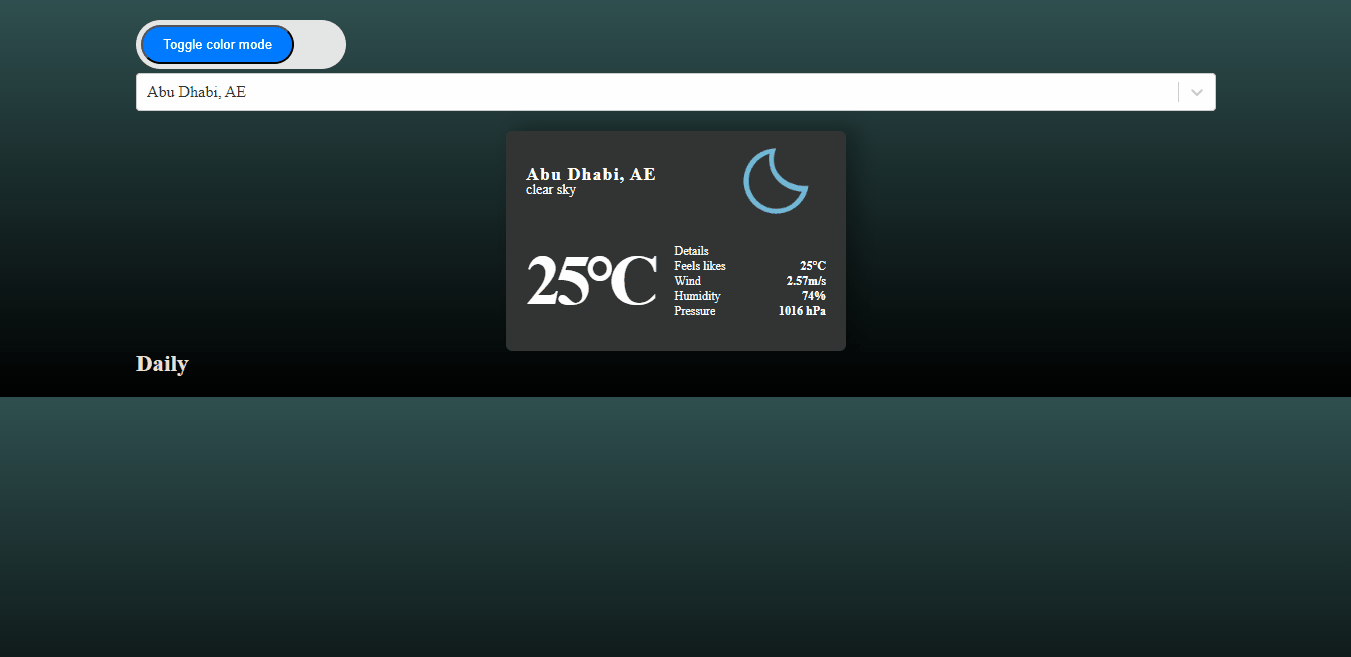 Toggle color mode
Abu Dhabi, AE
Abu Dhabi, AE
clear sky
25°C
Details
Feels likes 25°C
Wind 2.57m/s
Humidity 74%
Pressure 1016 hPa
Daily